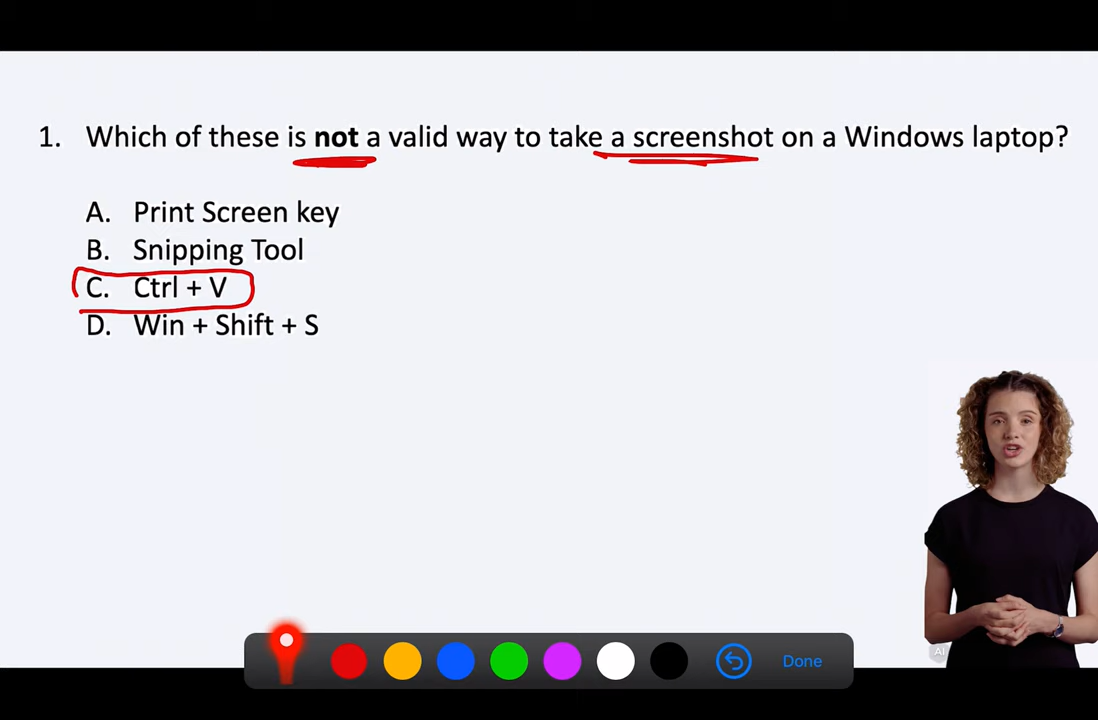 1. Which of these is not a valid way to take a screenshot on a Windows laptop?
A. Print Screen key
B. Snipping Tool
C. Ctrl + V
D. Win + Shift + S
AI
Done